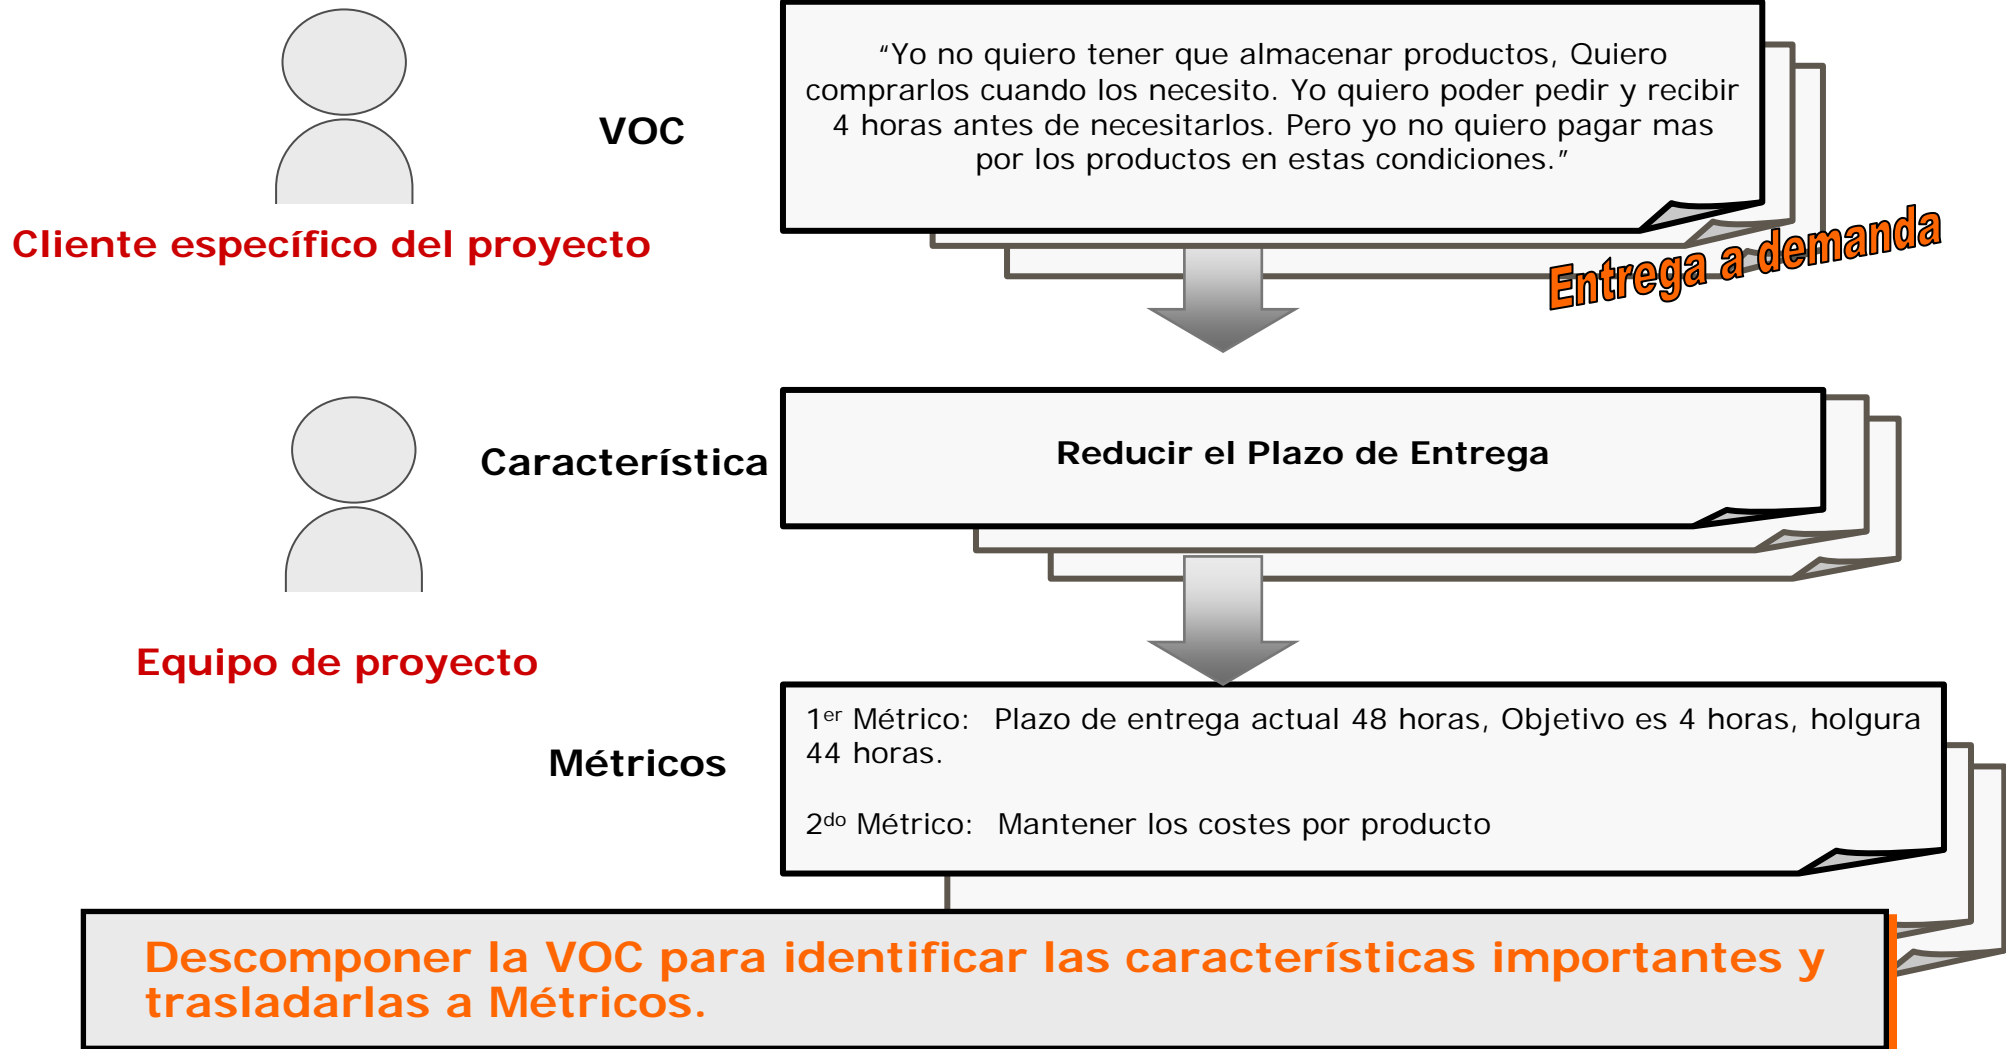 “Yo no quiero tener que almacenar productos, Quiero
comprarlos cuando los necesito. Yo quiero poder pedir y recibir
4 horas antes de necesitarlos. Pero yo no quiero pagar mas
por los productos en estas condiciones.”
VOC
Cliente específico del proyecto
Entrega a demanda
Característica
Reducir el Plazo de Entrega
Equipo de proyecto
1er Métrico: Plazo de entrega actual 48 horas, Objetivo es 4 horas, holgura
44 horas.
Métricos
2do Métrico: Mantener los costes por producto
Descomponer la VOC para identificar las características importantes y
trasladarlas a Métricos.